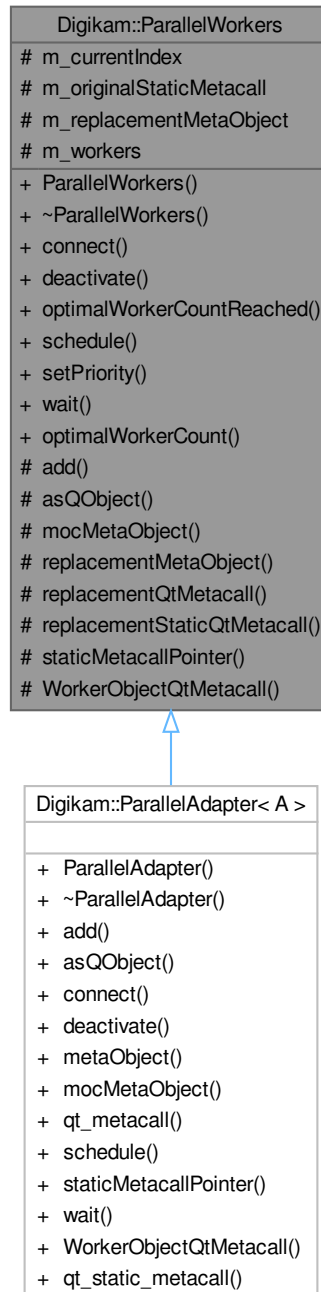 Digikam::ParallelWorkers
# m_currentIndex
# m_originalStaticMetacall
# m_replacementMetaObject
# m_workers
+ ParallelWorkers()
+ ~ParallelWorkers()
+ connect()
+ deactivate()
+ optimalWorkerCountReached()
+ schedule()
+ setPriority()
+ wait()
+ optimalWorkerCount()
# add()
# asQObject()
# mocMetaObject()
# replacementMetaObject()
# replacementQtMetacall()
# replacementStaticQtMetacall()
# staticMetacallPointer()
# WorkerObjectQtMetacall()
Digikam::ParallelAdapter< A >
+ ParallelAdapter()
+ ~ParallelAdapter()
+ add()
+ asQObject()
+ connect()
+ deactivate()
+ metaObject()
+ mocMetaObject()
+ qt_metacall()
+ schedule()
+ staticMetacallPointer()
+ wait()
+ WorkerObjectQtMetacall()
+ qt_static_metacall()